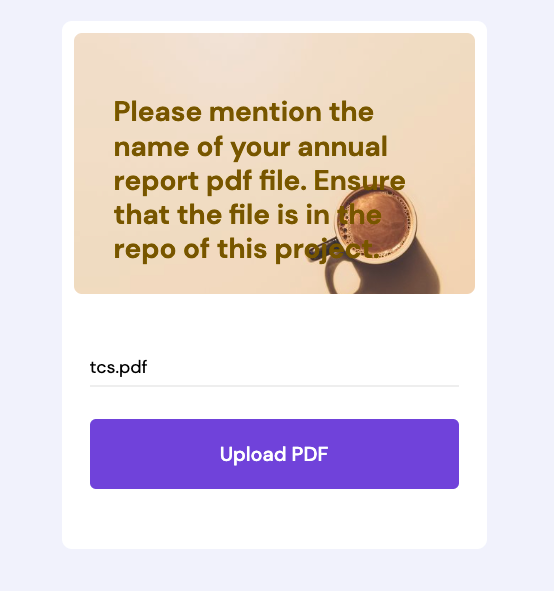 Please mention the
name of your annual
report pdf file. Ensure
that the file is in the
repo of this project.
tcs.pdf
Upload PDF